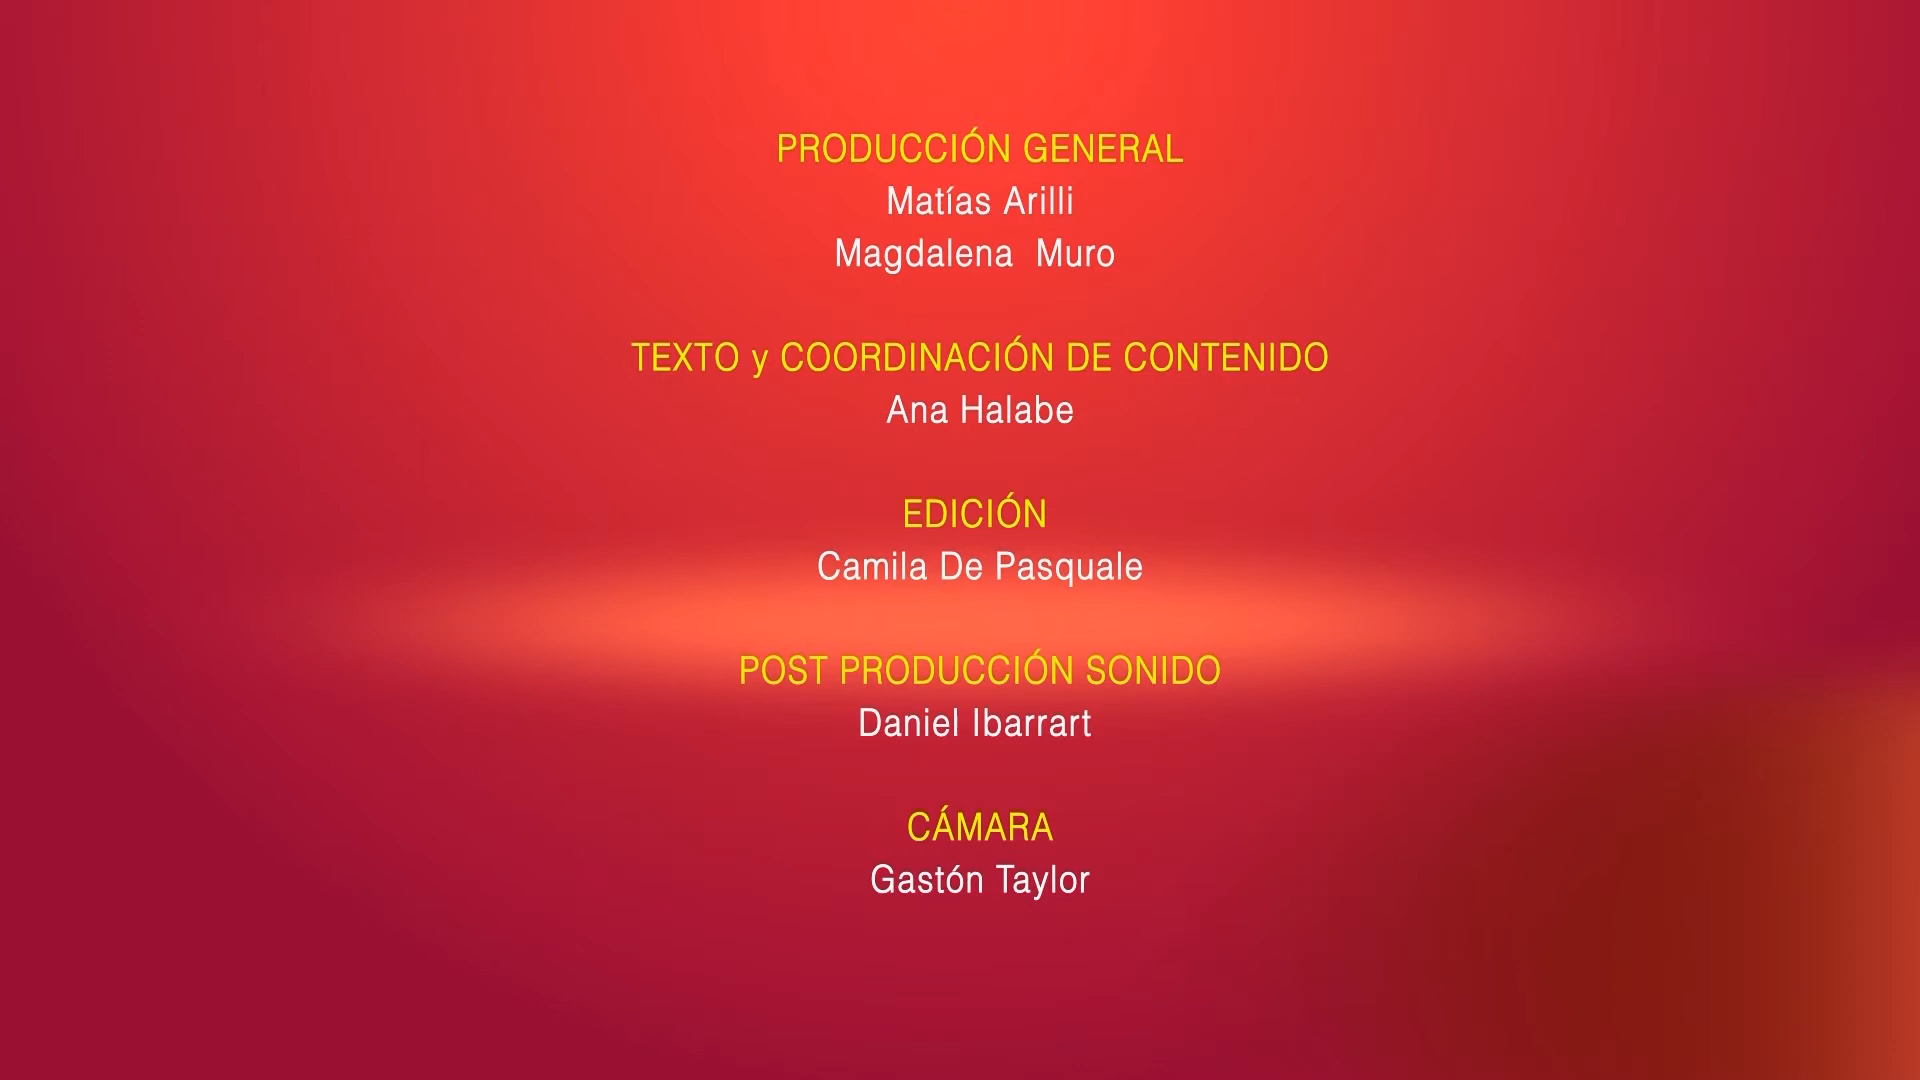 PRODUCCIÓN GENERAL
Matías Arilli
Magdalena  Muro
TEXTO y COORDINACIÓN DE CONTENIDO
Ana Halabe
EDICIÓN
Camila De Pasquale
POST PRODUCCIÓN SONIDO
Daniel Ibarrart
CÁMARA
Gastón Taylor